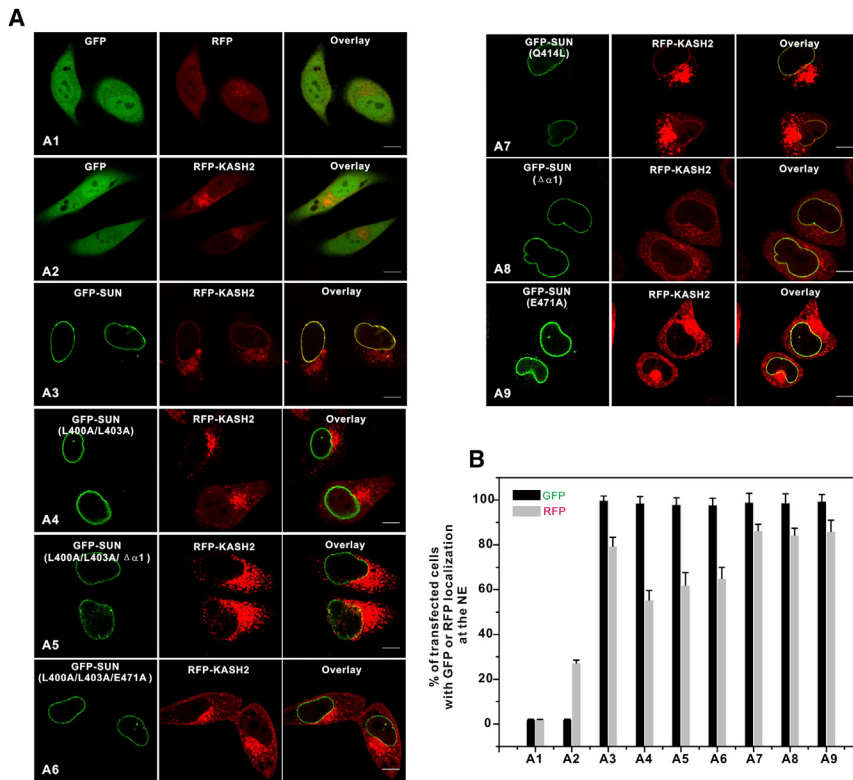 A
GFP RFP Overlay
A1
GFP RFP-KASH2 Overlay
A2
GFP-SUN RFP-KASH2 Overlay
A3
GFP-SUN RFP-KASH2 Overlay
(L400A/L403A)
A4
GFP-SUN RFP-KASH2 Overlay
(L400A/L403A/ Δα1)
A5
GFP-SUN RFP-KASH2 Overlay
(L400A/L403A/E471A)
A6
GFP-SUN RFP-KASH2 Overlay
(Q414L)
A7
GFP-SUN RFP-KASH2 Overlay
(Δα1)
A8
GFP-SUN RFP-KASH2 Overlay
(E471A)
A9
B
% of transfected cells
with GFP or RFP localization
at the NE
100
80
60
40
20
0
GFP
RFP
A1 A2 A3 A4 A5 A6 A7 A8 A9